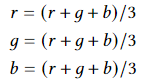 r = (r + g + b)/3
g = (r + g + b)/3
b = (r + g + b)/3